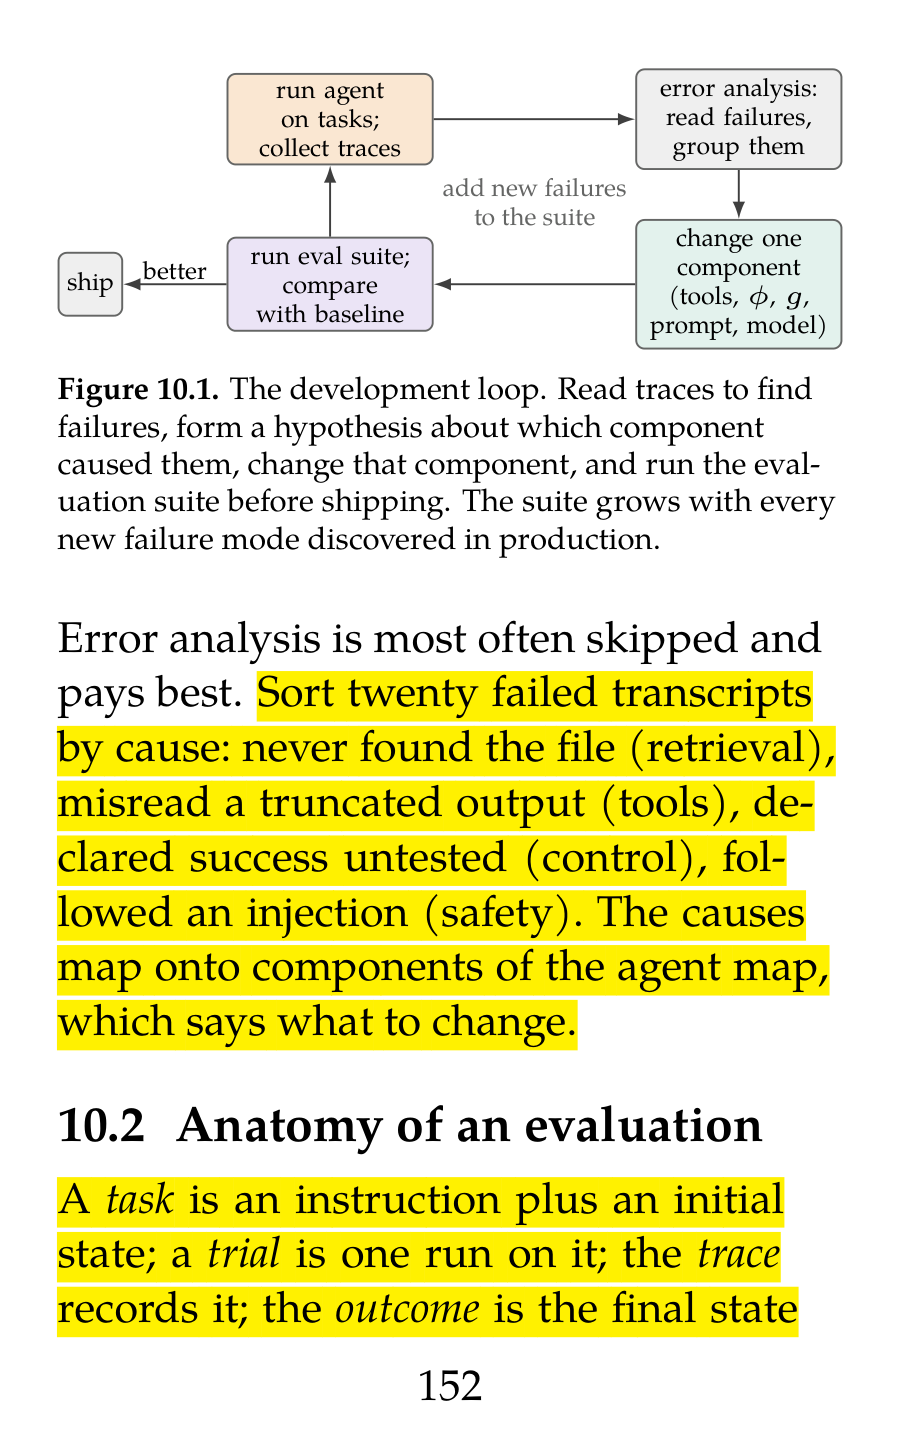 run agent
on tasks;
collect traces
error analysis:
read failures,
group them
add new failures
to the suite
change one
component
(tools, ϕ, g,
prompt, model)
run eval suite;
compare
with baseline
better
ship
Figure 10.1. The development loop. Read traces to find
failures, form a hypothesis about which component
caused them, change that component, and run the eval-
uation suite before shipping. The suite grows with every
new failure mode discovered in production.
Error analysis is most often skipped and
pays best. Sort twenty failed transcripts
by cause: never found the file (retrieval),
misread a truncated output (tools), de-
clared success untested (control), fol-
lowed an injection (safety). The causes
map onto components of the agent map,
which says what to change.
10.2 Anatomy of an evaluation
A task is an instruction plus an initial
state; a trial is one run on it; the trace
records it; the outcome is the final state
152